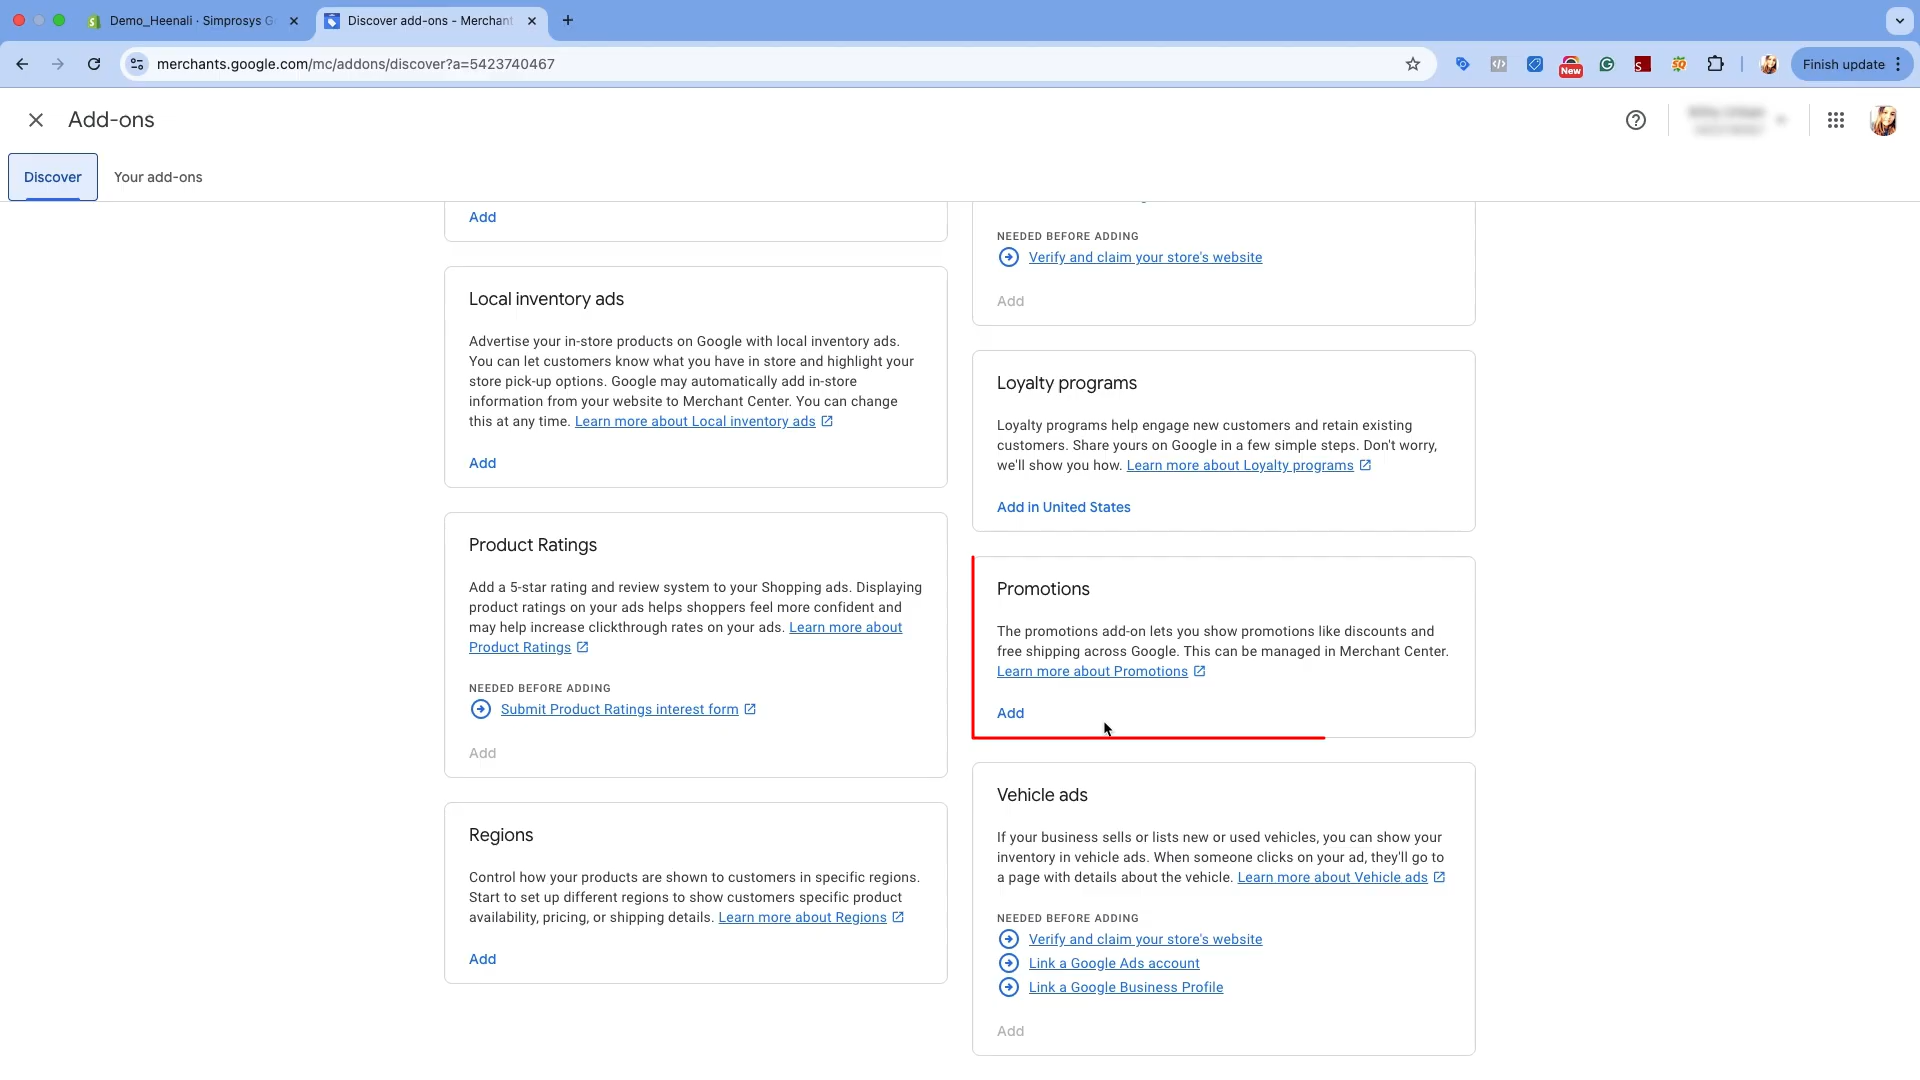 Demo_Heenali · Simprosys G
Discover add-ons - Merchant
merchants.google.com/mc/addons/discover?a=5423740467
New
Finish update
Add-ons
Discover
Your add-ons
Add
Local inventory ads
Advertise your in-store products on Google with local inventory ads.
You can let customers know what you have in store and highlight your
store pick-up options. Google may automatically add in-store
information from your website to Merchant Center. You can change
this at any time. Learn more about Local inventory ads
Add
Product Ratings
Add a 5-star rating and review system to your Shopping ads. Displaying
product ratings on your ads helps shoppers feel more confident and
may help increase clickthrough rates on your ads. Learn more about
Product Ratings
NEEDED BEFORE ADDING
Submit Product Ratings interest form
Add
Regions
Control how your products are shown to customers in specific regions.
Start to set up different regions to show customers specific product
availability, pricing, or shipping details. Learn more about Regions
Add
NEEDED BEFORE ADDING
Verify and claim your store's website
Add
Loyalty programs
Loyalty programs help engage new customers and retain existing
customers. Share yours on Google in a few simple steps. Don't worry,
we'll show you how. Learn more about Loyalty programs
Add in United States
Promotions
The promotions add-on lets you show promotions like discounts and
free shipping across Google. This can be managed in Merchant Center.
Learn more about Promotions
Add
Vehicle ads
If your business sells or lists new or used vehicles, you can show your
inventory in vehicle ads. When someone clicks on your ad, they'll go to
a page with details about the vehicle. Learn more about Vehicle ads
NEEDED BEFORE ADDING
Verify and claim your store's website
Link a Google Ads account
Link a Google Business Profile
Add